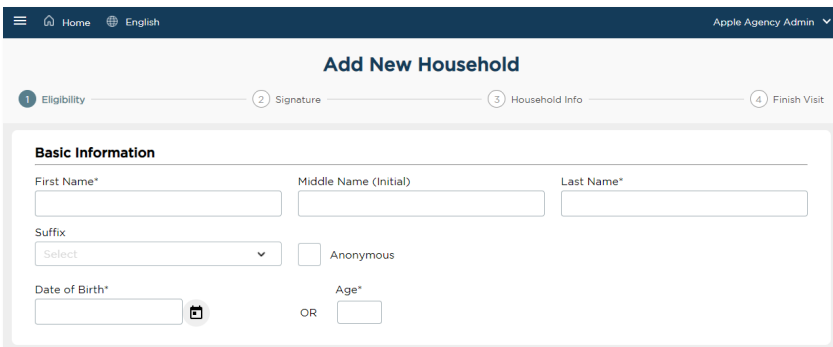 Home English Apple Agency Admin
Add New Household
1 Eligibility 2 Signature 3 Household Info 4 Finish Visit
Basic Information
First Name* Middle Name (Initial) Last Name*
Suffix
Select Anonymous
Date of Birth* Age*
OR